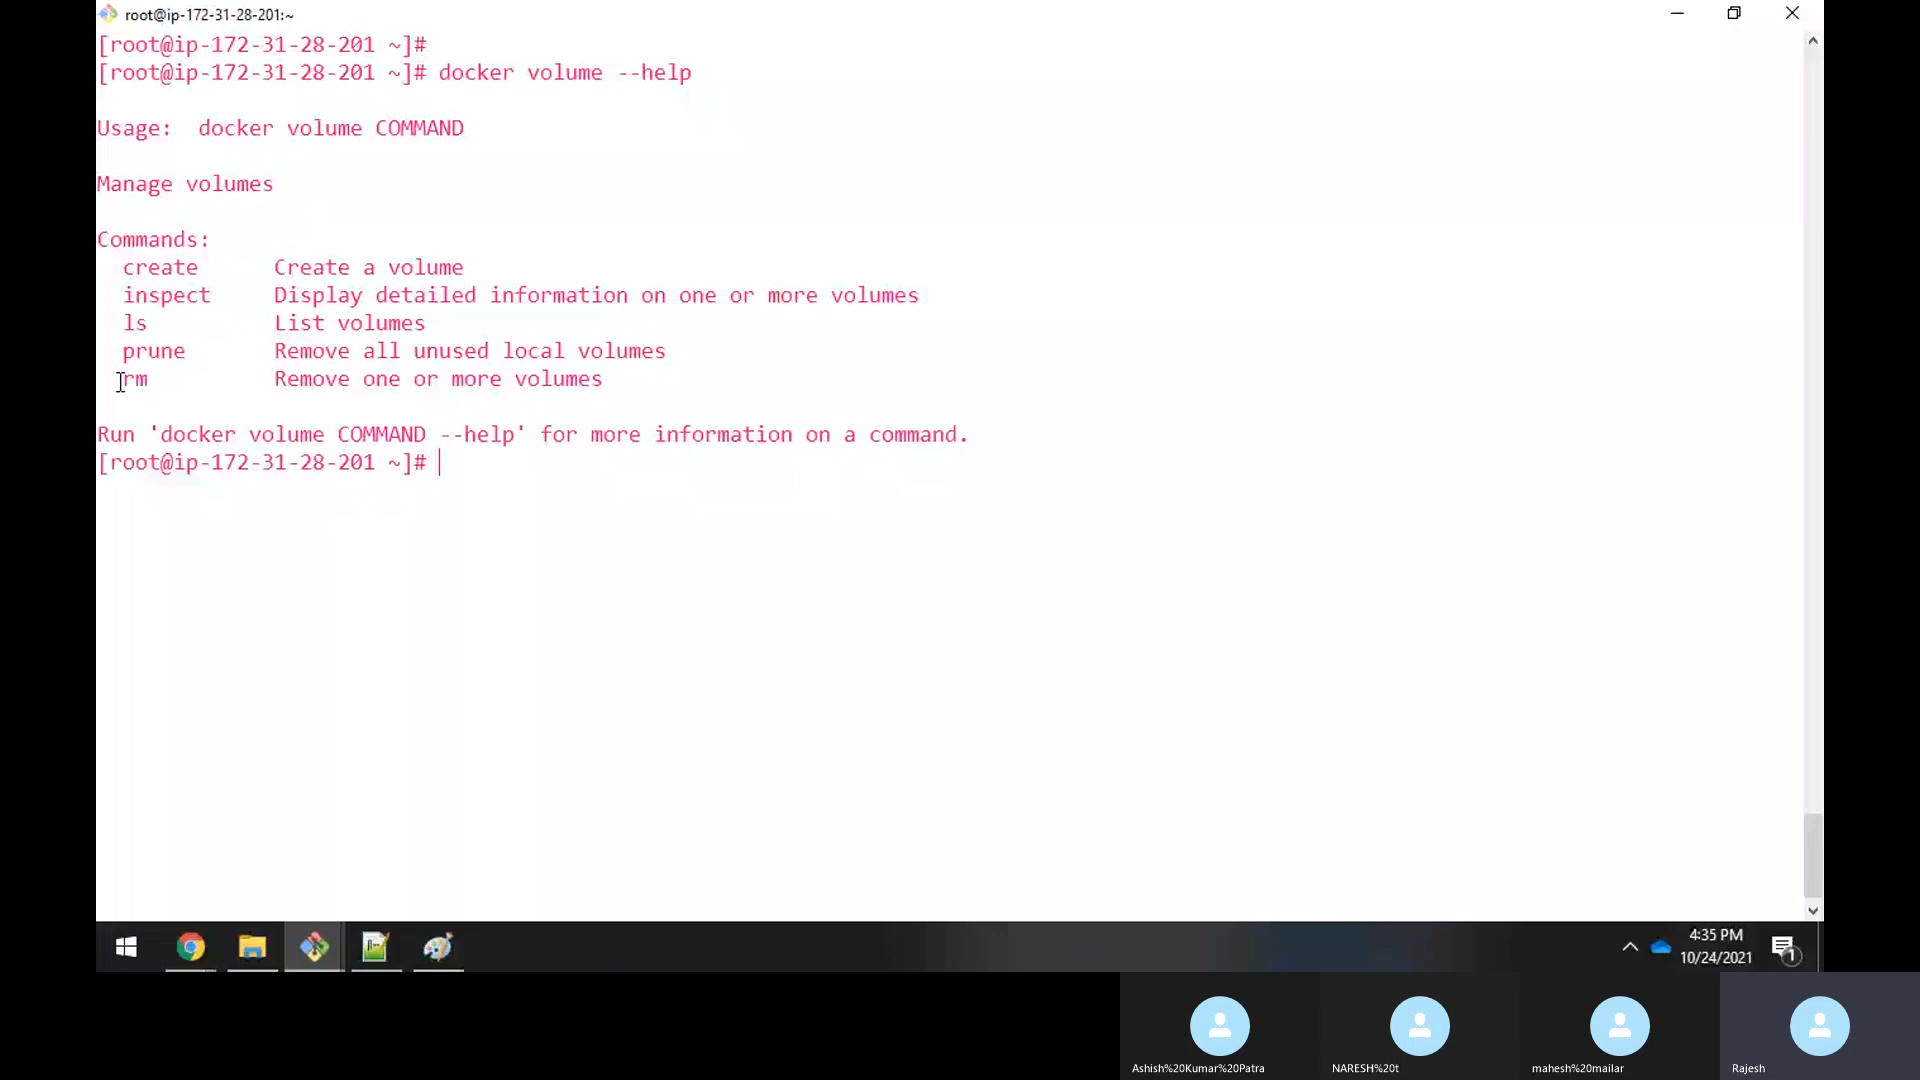 root@ip-172-31-28-201:~
[root@ip-172-31-28-201 ~]#
[root@ip-172-31-28-201 ~]# docker volume --help
Usage:  docker volume COMMAND
Manage volumes
Commands:
  create      Create a volume
  inspect     Display detailed information on one or more volumes
  ls          List volumes
  prune       Remove all unused local volumes
  rm          Remove one or more volumes
Run 'docker volume COMMAND --help' for more information on a command.
[root@ip-172-31-28-201 ~]#
4:35 PM
10/24/2021
1
Ashish%20Kumar%20Patra
NARESH%20t
mahesh%20mailar
Rajesh